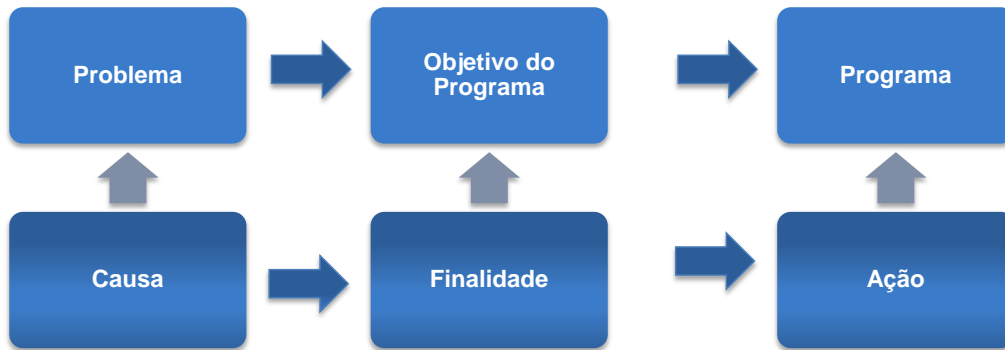 Problema
Objetivo do
Programa
Programa
Causa
Finalidade
Ação